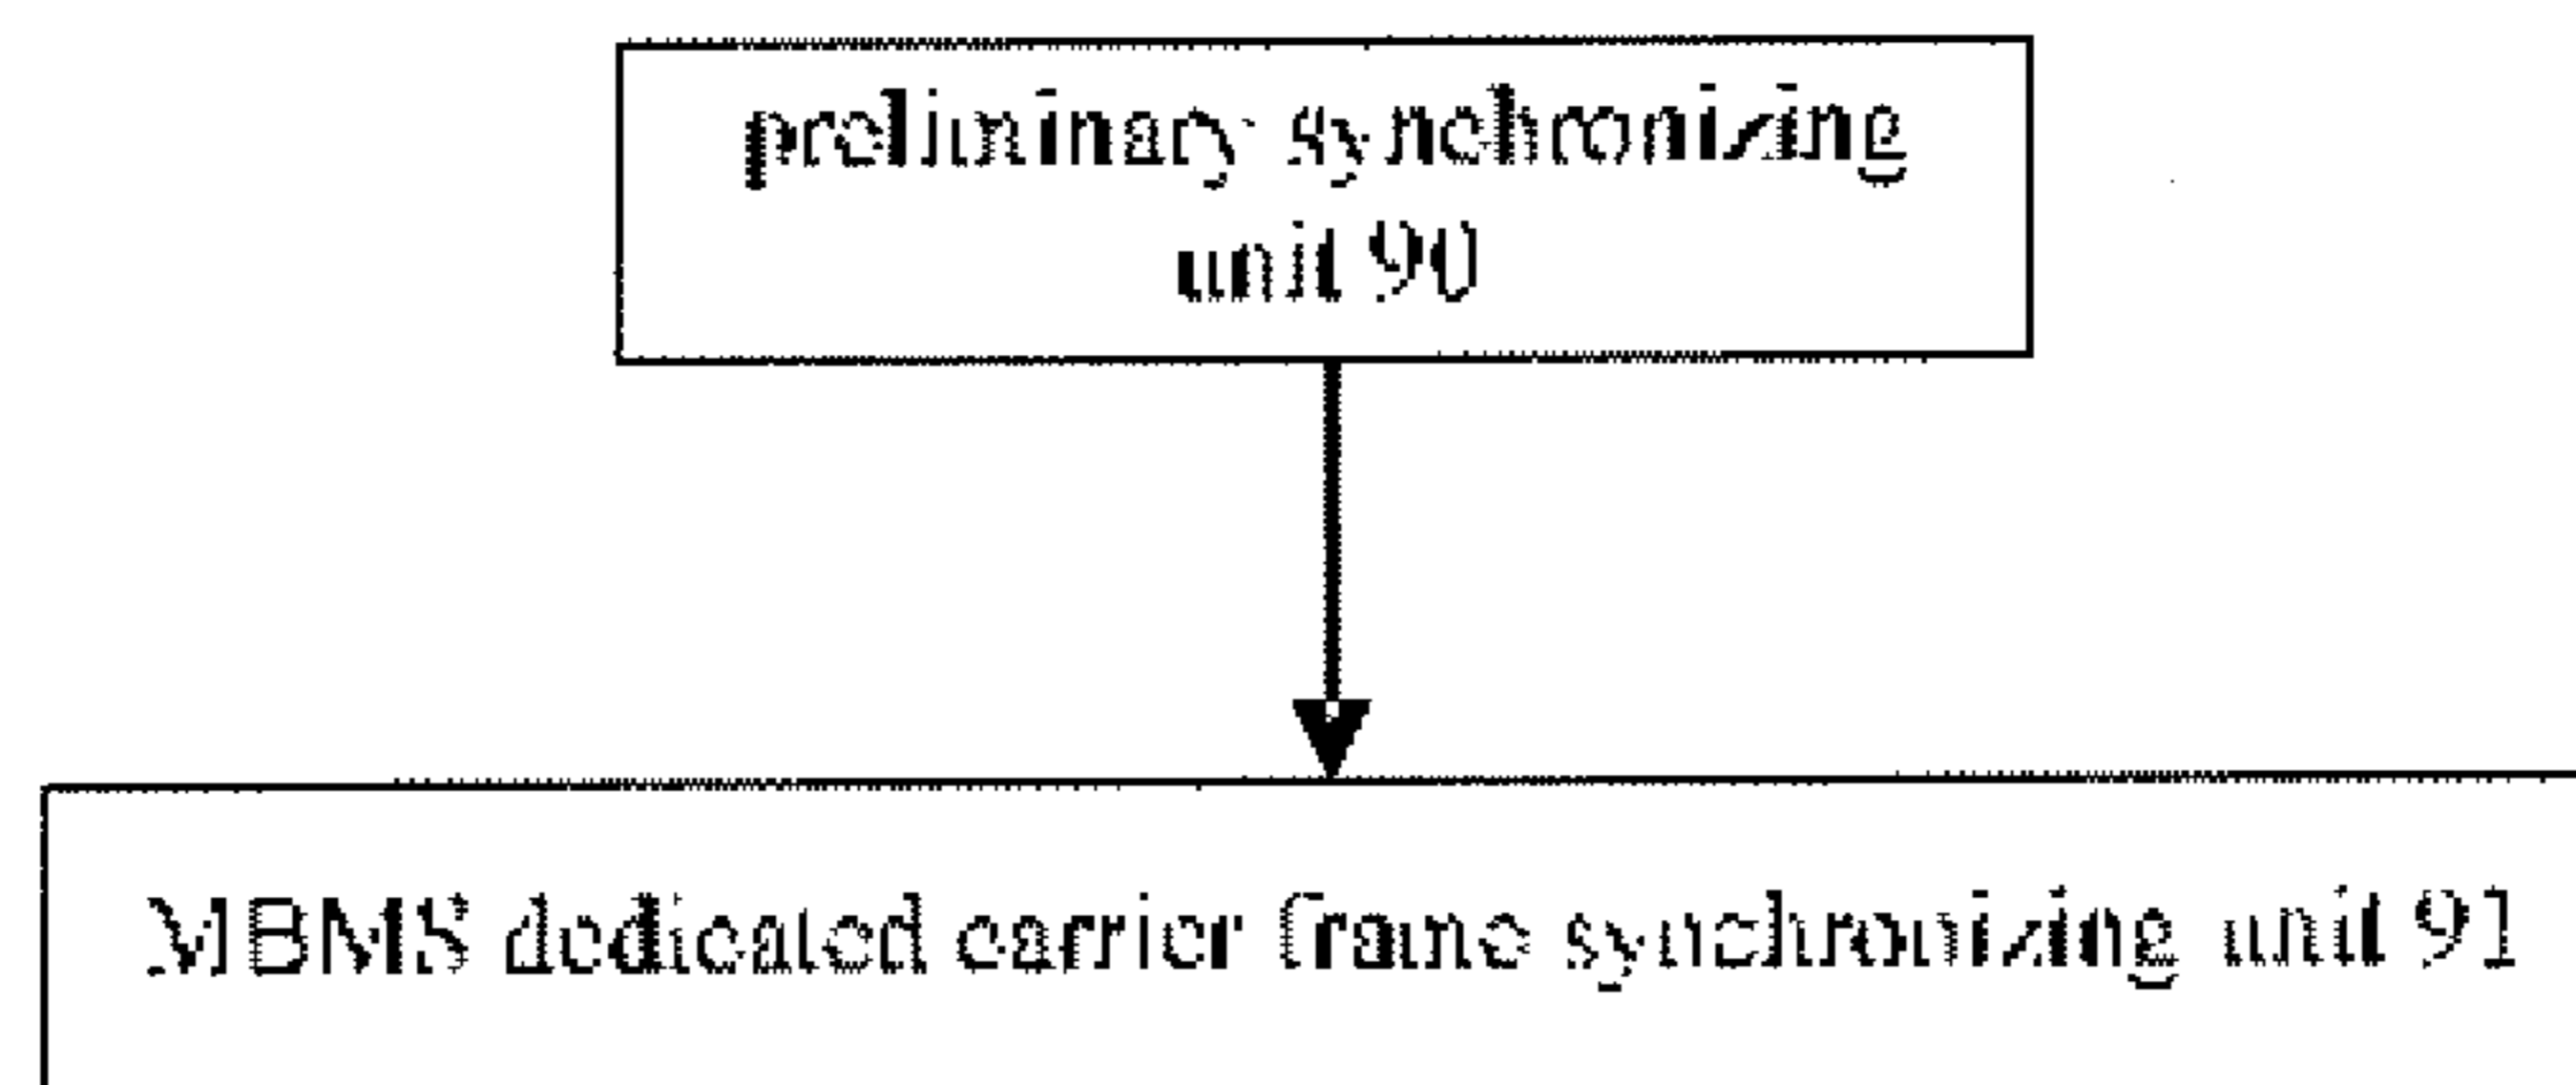 preliminary synchronizing
unit 90
MBMS dedicated carrier frame synchronizing unit 91